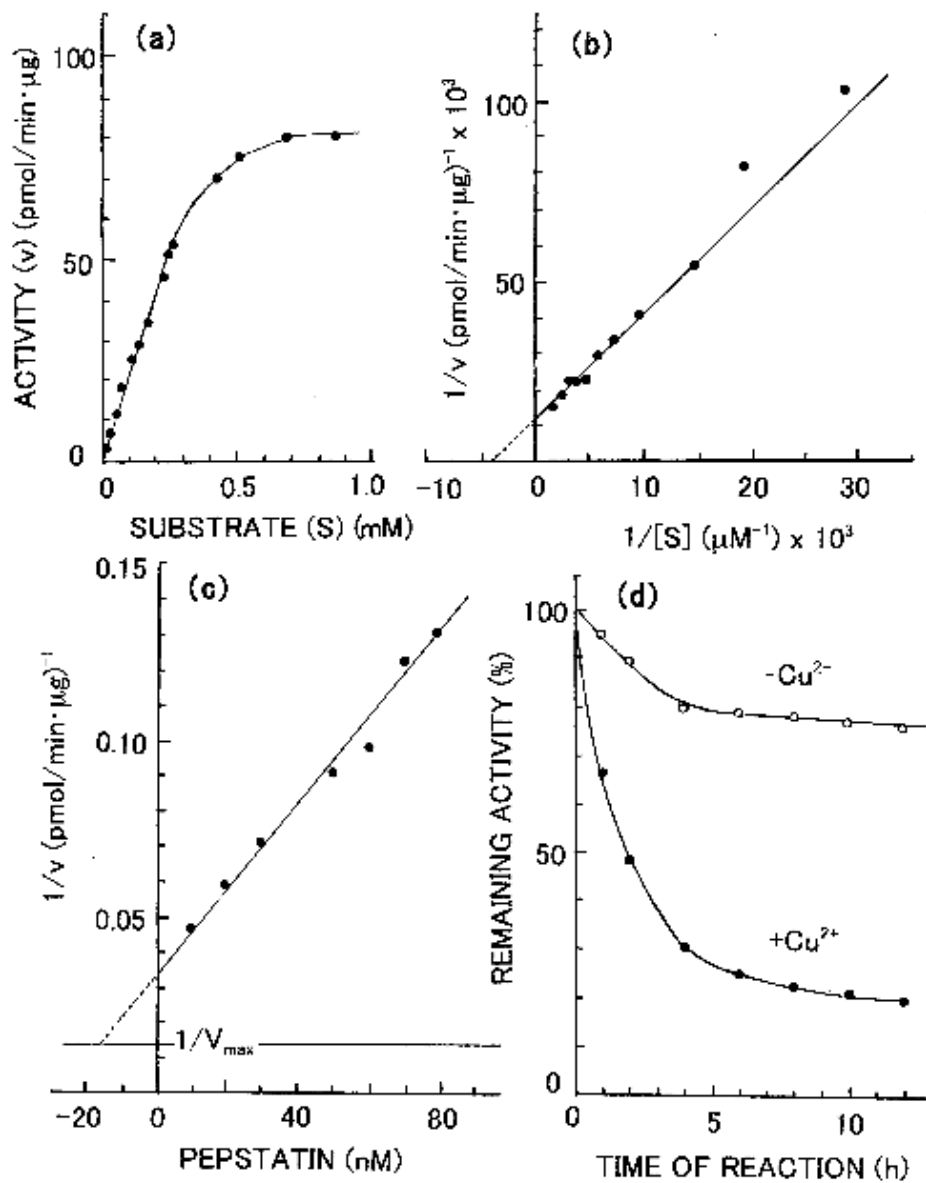 (a)
100
50
0
ACTIVITY (v) (pmol/min·μg)
0 0.5 1.0
SUBSTRATE (S) (mM)
(b)
100
50
1/v (pmol/min·μg)⁻¹ x 10³
-10 0 10 20 30
1/[S] (μM⁻¹) x 10³
(c)
0.15
0.10
0.05
1/v (pmol/min·μg)⁻¹
1/Vmax
-20 0 40 80
PEPSTATIN (nM)
(d)
100
50
0
REMAINING ACTIVITY (%)
-Cu²⁻
+Cu²⁺
0 5 10
TIME OF REACTION (h)